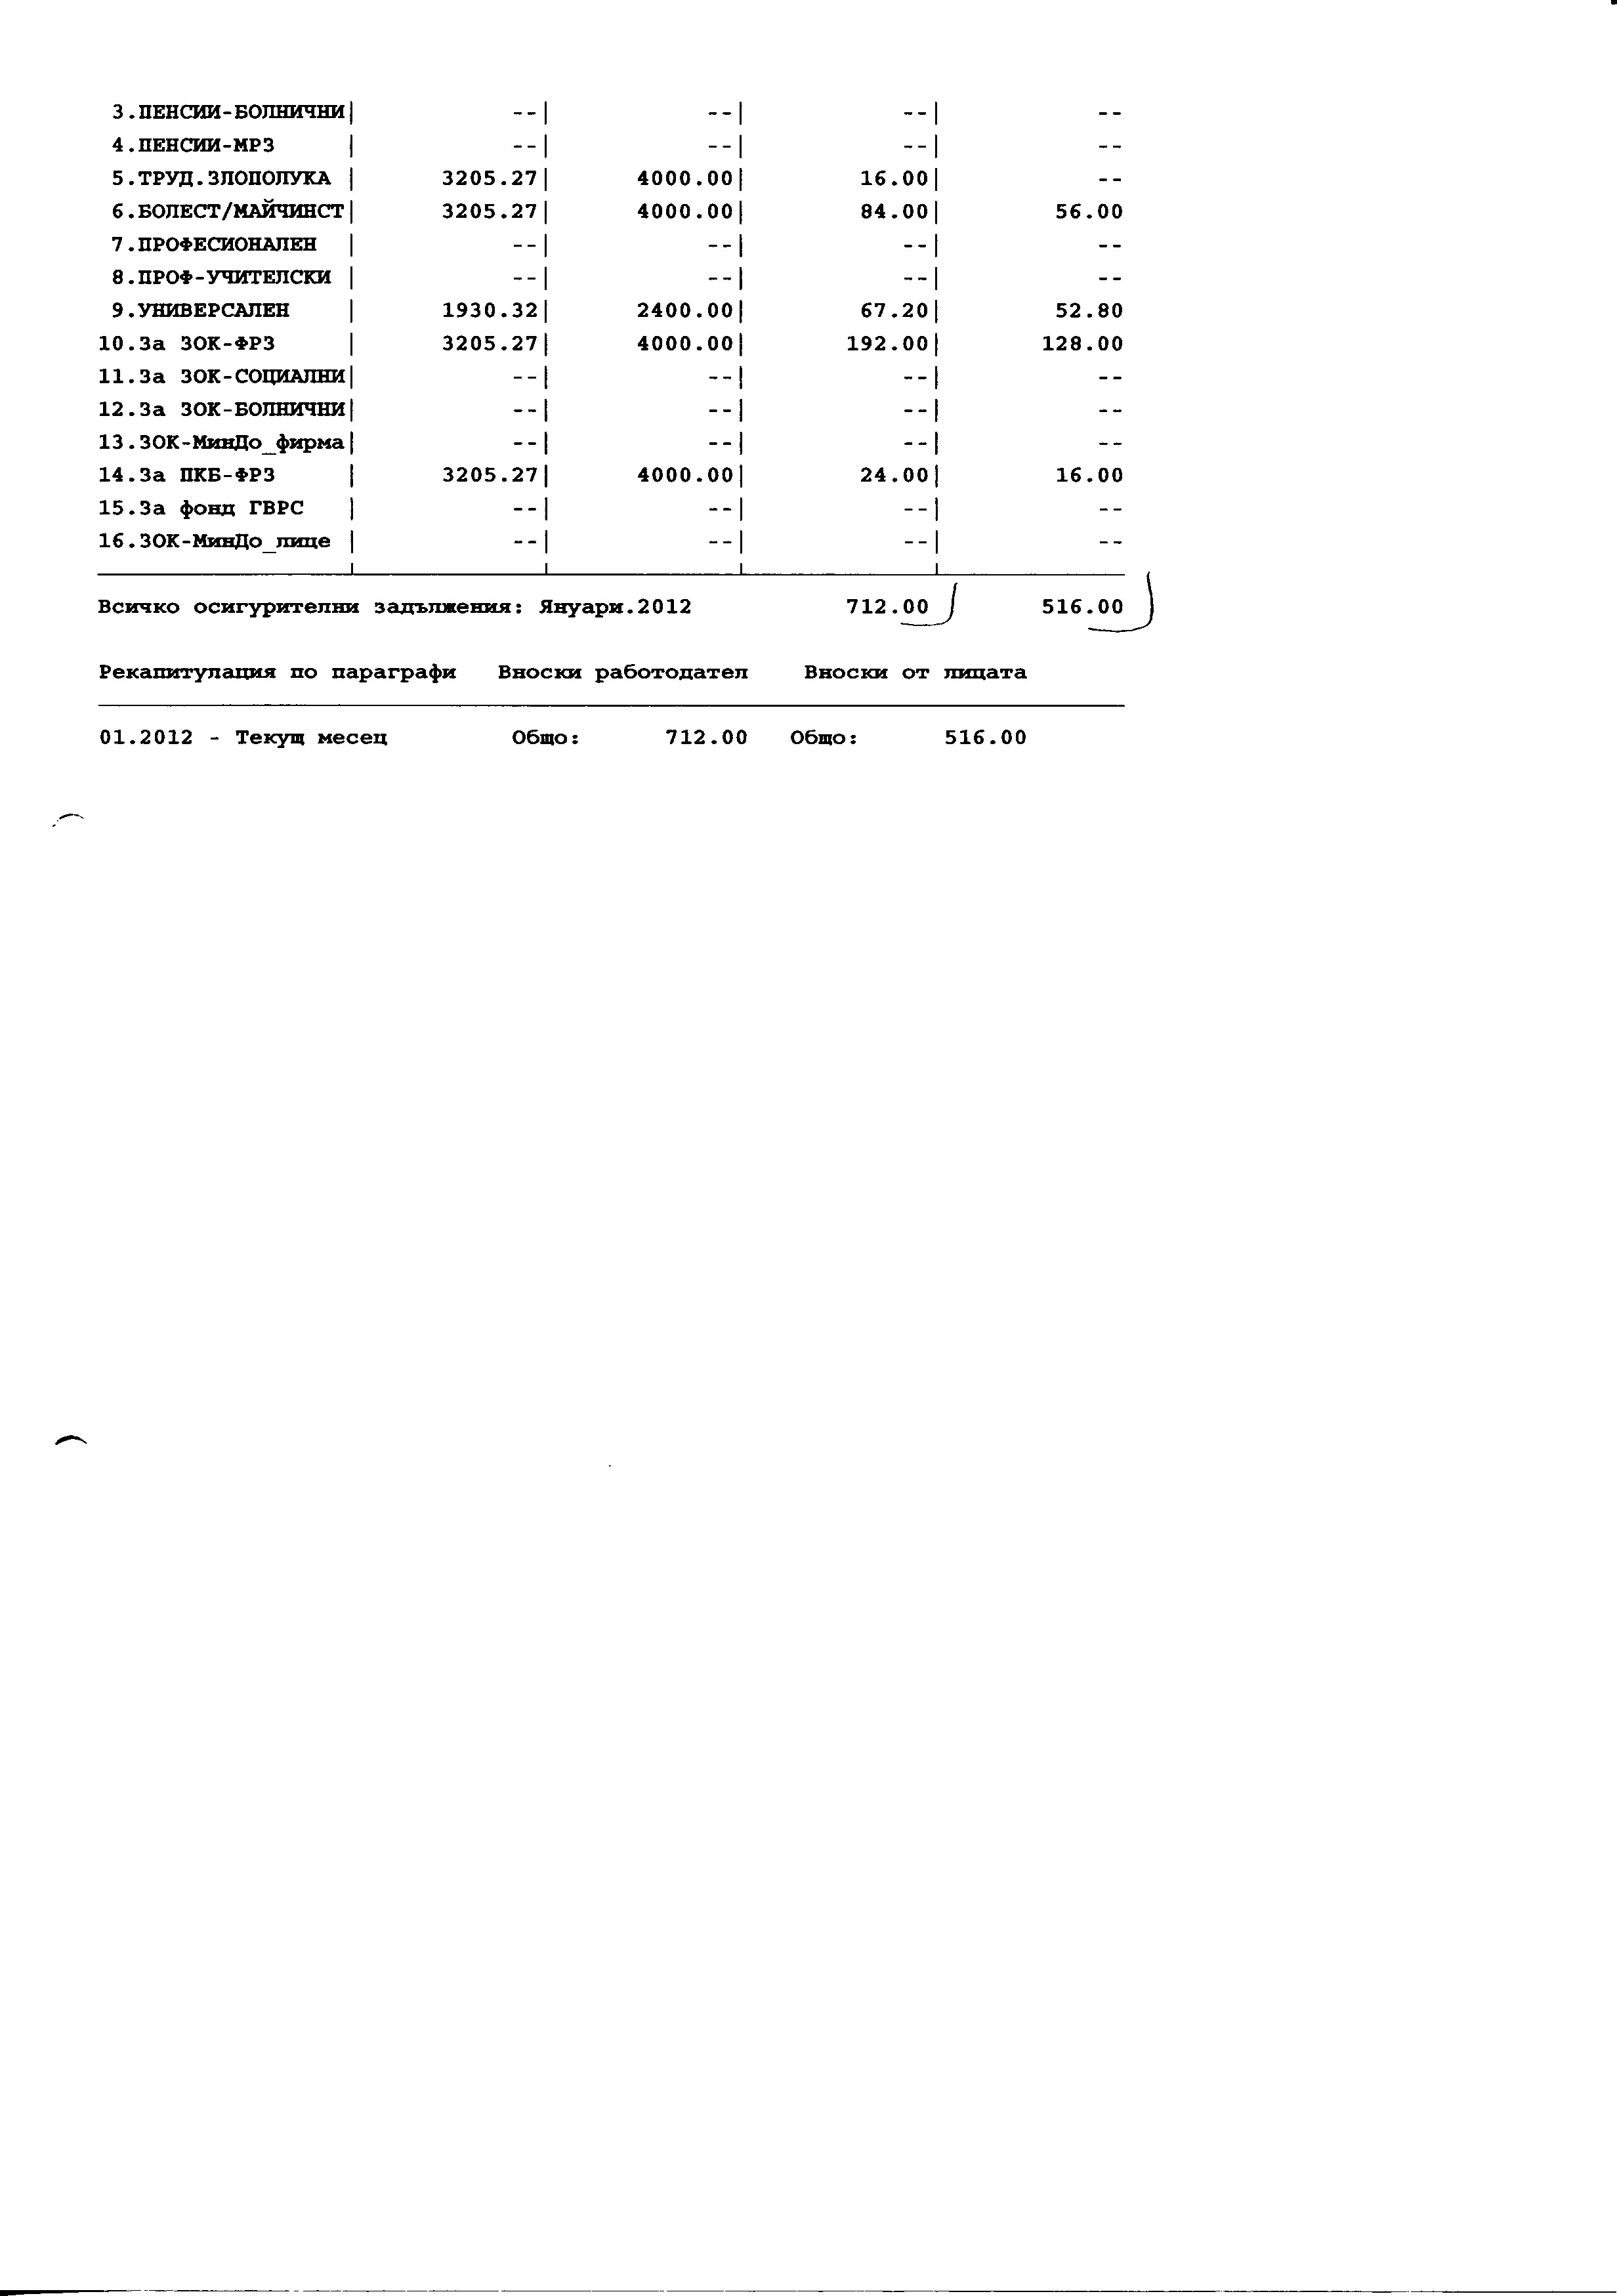 3.ПЕНСИИ-БОЛНИЧНИ| --| --| --| --
4.ПЕНСИИ-МРЗ | --| --| --| --
5.ТРУД.ЗЛОПОЛУКА | 3205.27| 4000.00| 16.00| --
6.БОЛЕСТ/МАЙЧИНСТ| 3205.27| 4000.00| 84.00| 56.00
7.ПРОФЕСИОНАЛЕН | --| --| --| --
8.ПРОФ-УЧИТЕЛСКИ | --| --| --| --
9.УНИВЕРСАЛЕН | 1930.32| 2400.00| 67.20| 52.80
10.За ЗОК-ФРЗ | 3205.27| 4000.00| 192.00| 128.00
11.За ЗОК-СОЦИАЛНИ| --| --| --| --
12.За ЗОК-БОЛНИЧНИ| --| --| --| --
13.ЗОК-МинДо_фирма| --| --| --| --
14.За ПКБ-ФРЗ | 3205.27| 4000.00| 24.00| 16.00
15.За фонд ГВРС | --| --| --| --
16.ЗОК-МинДо_лице | --| --| --| --
Всичко осигурителни задължения: Януари.2012 712.00 516.00
Рекапитулация по параграфи Вноски работодател Вноски от лицата
01.2012 - Текущ месец Общо: 712.00 Общо: 516.00